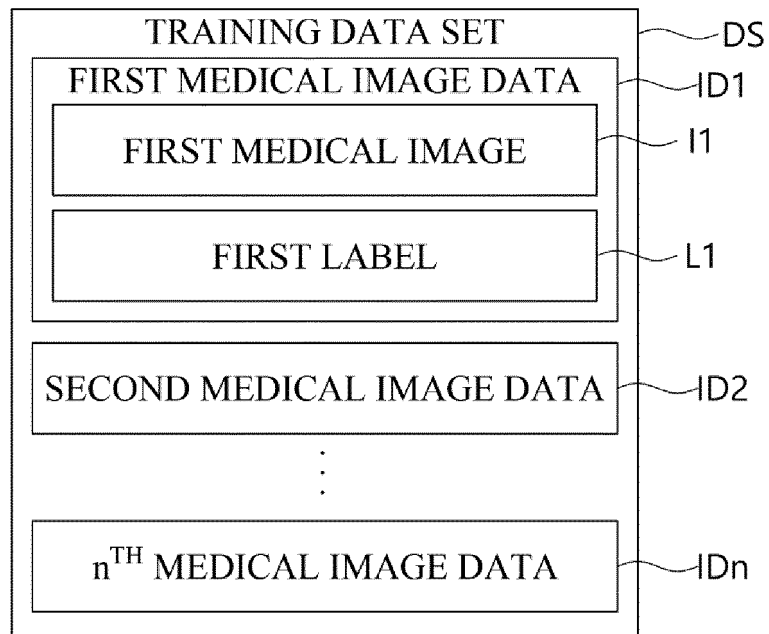 TRAINING DATA SET DS
FIRST MEDICAL IMAGE DATA ID1
FIRST MEDICAL IMAGE I1
FIRST LABEL L1
SECOND MEDICAL IMAGE DATA ID2
nTH MEDICAL IMAGE DATA IDn